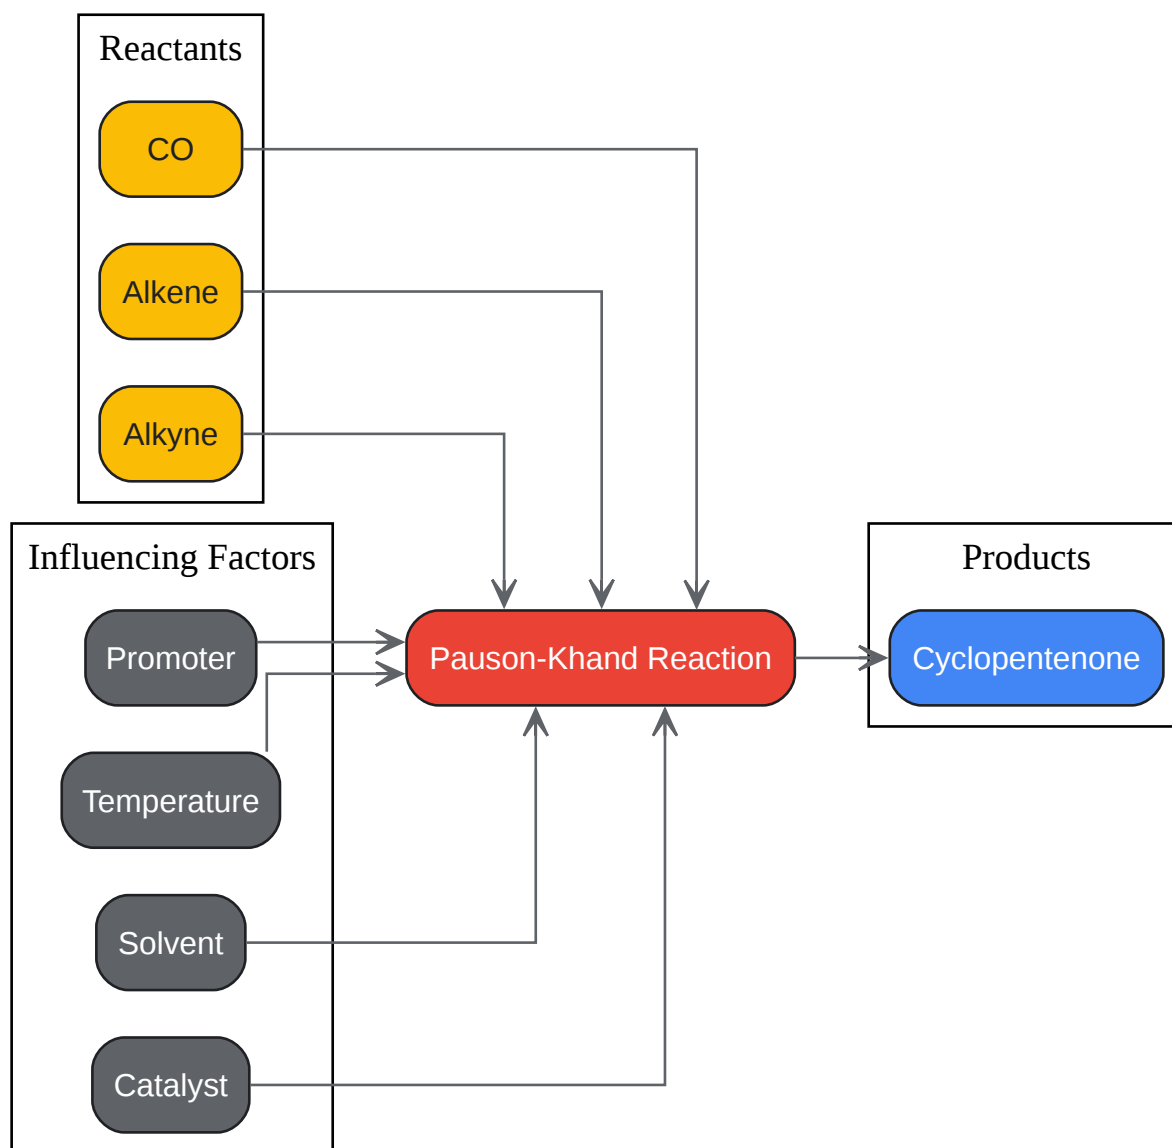 Reactants
CO
Alkene
Alkyne
Influencing Factors
Promoter
Temperature
Solvent
Catalyst
Pauson-Khand Reaction
Products
Cyclopentenone